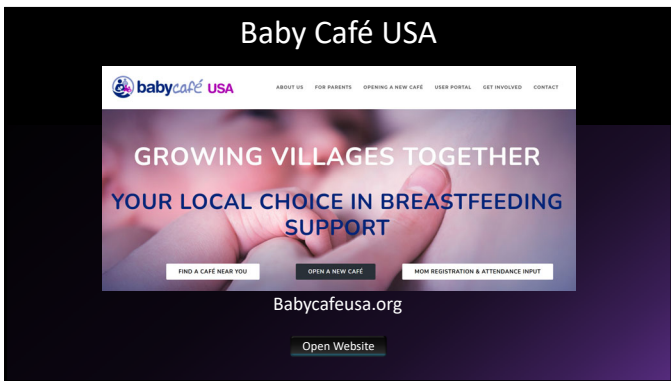 Baby Café USA
babycafé USA
ABOUT US FOR PARENTS OPENING A NEW CAFÉ USER PORTAL GET INVOLVED CONTACT
GROWING VILLAGES TOGETHER
YOUR LOCAL CHOICE IN BREASTFEEDING
SUPPORT
FIND A CAFÉ NEAR YOU OPEN A NEW CAFÉ MOM REGISTRATION & ATTENDANCE INPUT
Babycafeusa.org
Open Website